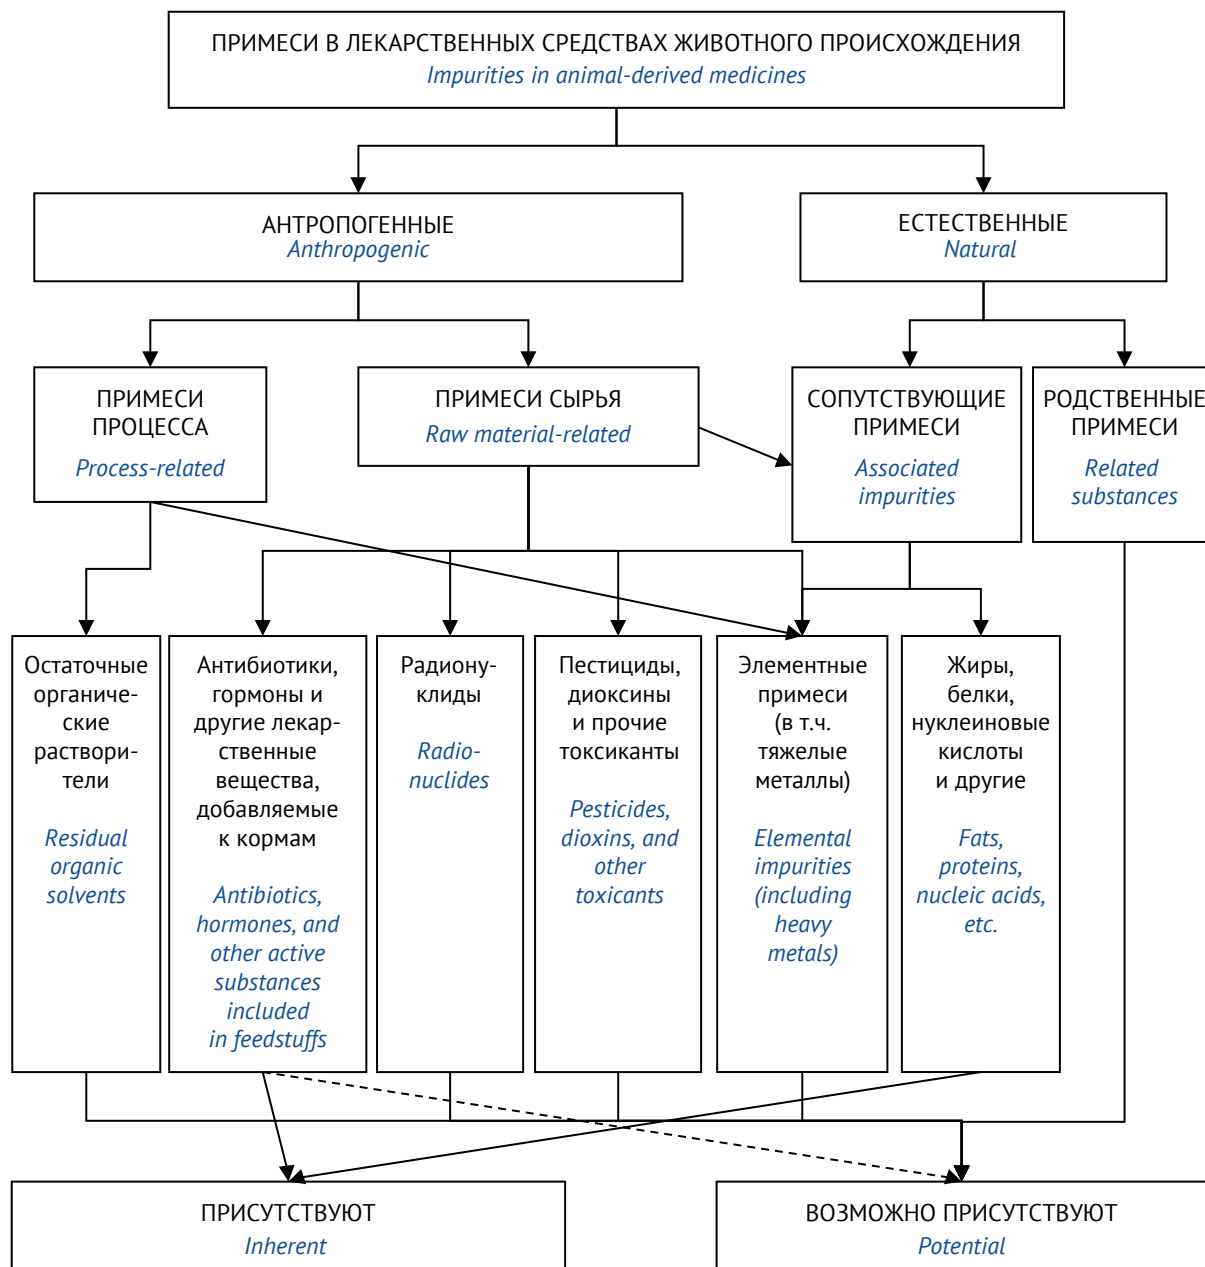 ПРИМЕСИ В ЛЕКАРСТВЕННЫХ СРЕДСТВАХ ЖИВОТНОГО ПРОИСХОЖДЕНИЯ
Impurities in animal-derived medicines
АНТРОПОГЕННЫЕ
Anthropogenic
ЕСТЕСТВЕННЫЕ
Natural
ПРИМЕСИ
ПРОЦЕССА
Process-related
ПРИМЕСИ СЫРЬЯ
Raw material-related
СОПУТСТВУЮЩИЕ
ПРИМЕСИ
Associated
impurities
РОДСТВЕННЫЕ
ПРИМЕСИ
Related
substances
Остаточные
органиче-
ские
раствори-
тели
Residual
organic
solvents
Антибиотики,
гормоны и
другие лекар-
ственные
вещества,
добавляемые
к кормам
Antibiotics,
hormones, and
other active
substances
included
in feedstuffs
Радиону-
клиды
Radio-
nuclides
Пестициды,
диоксины
и прочие
токсиканты
Pesticides,
dioxins, and
other
toxicants
Элементные
примеси
(в т.ч.
тяжелые
металлы)
Elemental
impurities
(including
heavy
metals)
Жиры,
белки,
нуклеиновые
кислоты
и другие
Fats,
proteins,
nucleic acids,
etc.
ПРИСУТСТВУЮТ
Inherent
ВОЗМОЖНО ПРИСУТСТВУЮТ
Potential